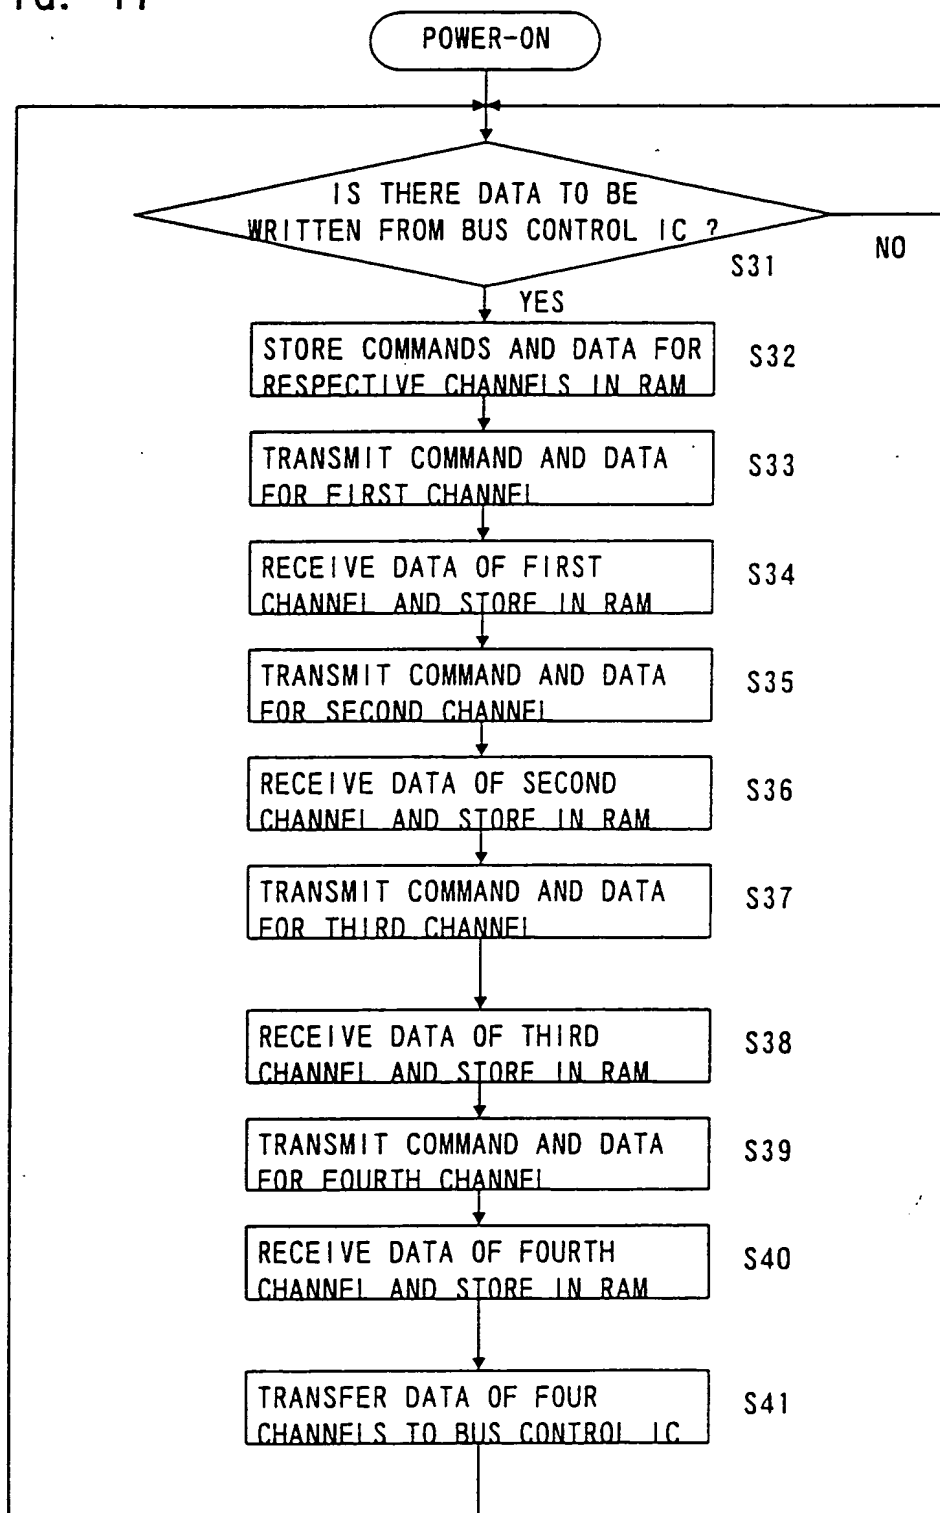 POWER-ON
IS THERE DATA TO BE
WRITTEN FROM BUS CONTROL IC ?
NO
S31
YES
STORE COMMANDS AND DATA FOR
RESPECTIVE CHANNELS IN RAM
S32
TRANSMIT COMMAND AND DATA
FOR FIRST CHANNEL
S33
RECEIVE DATA OF FIRST
CHANNEL AND STORE IN RAM
S34
TRANSMIT COMMAND AND DATA
FOR SECOND CHANNEL
S35
RECEIVE DATA OF SECOND
CHANNEL AND STORE IN RAM
S36
TRANSMIT COMMAND AND DATA
FOR THIRD CHANNEL
S37
RECEIVE DATA OF THIRD
CHANNEL AND STORE IN RAM
S38
TRANSMIT COMMAND AND DATA
FOR FOURTH CHANNEL
S39
RECEIVE DATA OF FOURTH
CHANNEL AND STORE IN RAM
S40
TRANSFER DATA OF FOUR
CHANNELS TO BUS CONTROL IC
S41